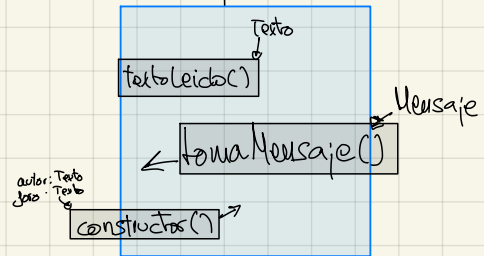 Texto
textoLeido()
Mensaje
tomaMensaje()
autor: Texto
foro: Texto
constructor()